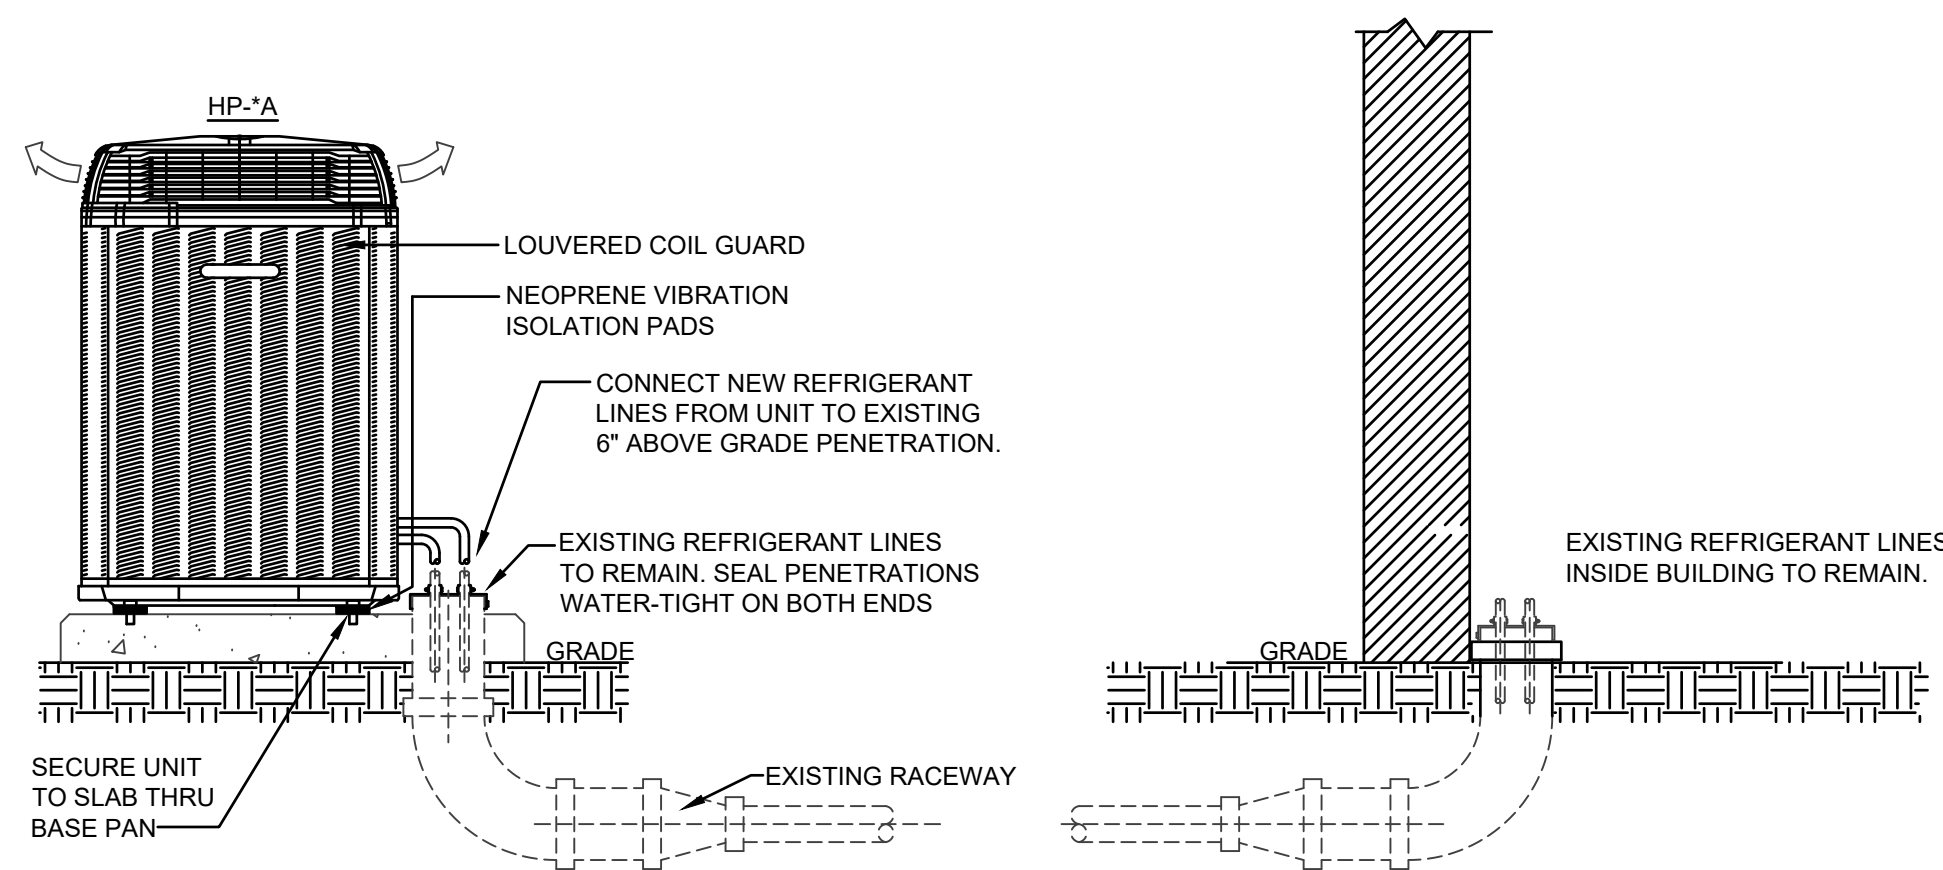 HP-*A
LOUVERED COIL GUARD
NEOPRENE VIBRATION
ISOLATION PADS
CONNECT NEW REFRIGERANT
LINES FROM UNIT TO EXISTING
6" ABOVE GRADE PENETRATION.
EXISTING REFRIGERANT LINES
TO REMAIN. SEAL PENETRATIONS
WATER-TIGHT ON BOTH ENDS
GRADE
SECURE UNIT
TO SLAB THRU
BASE PAN
EXISTING RACEWAY
EXISTING REFRIGERANT LINES
INSIDE BUILDING TO REMAIN.
GRADE